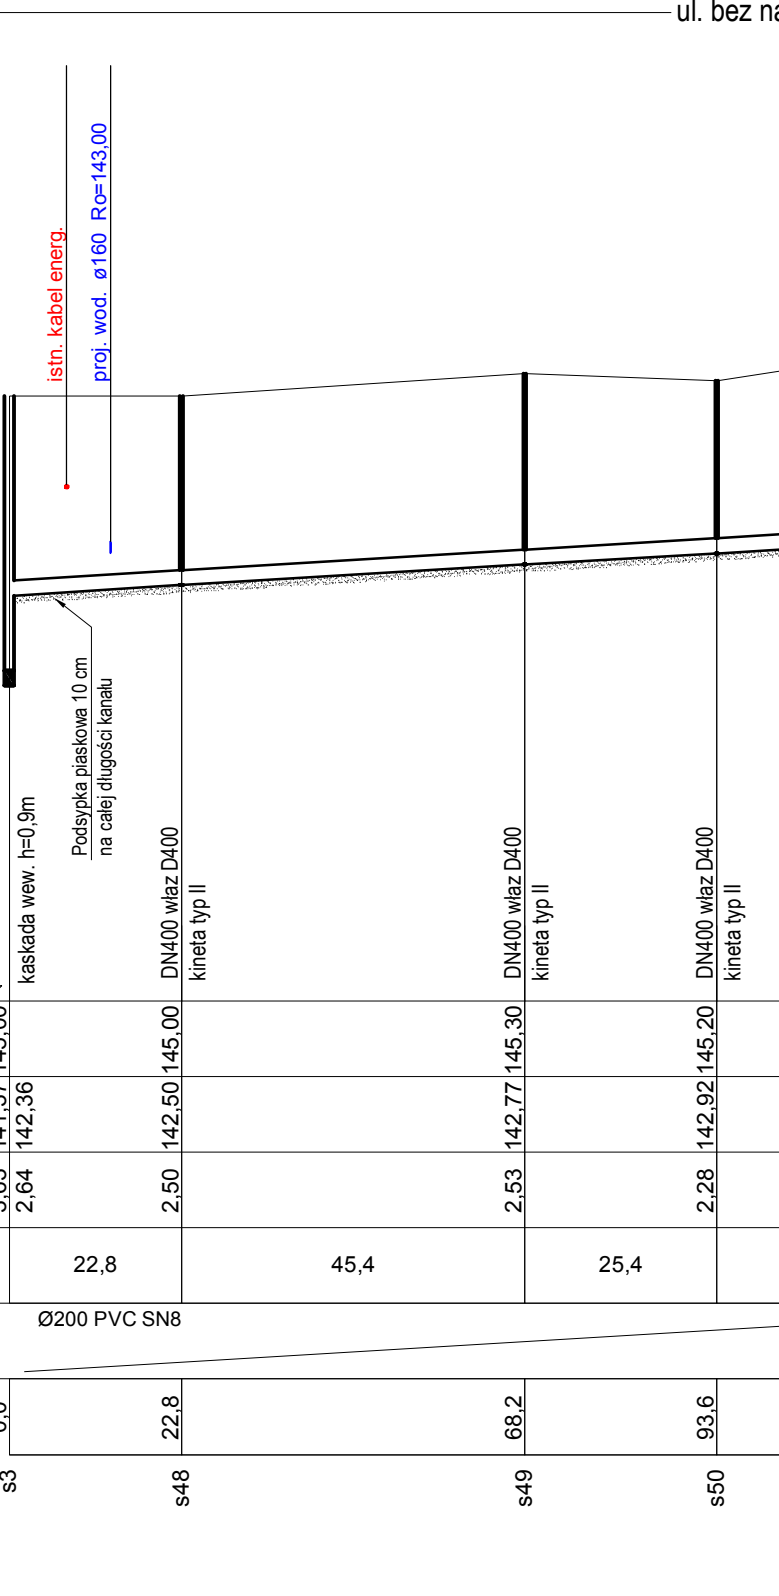 ul. bez
istn. kabel energ.
proj. wod. ø160 Ro=143,00
Podsypka piaskowa 10 cm
na całej długości kanału
kaskada wew. h=0,9m
DN400 właz D400
kineta typ II
DN400 właz D400
kineta typ II
DN400 właz D400
kineta typ II
145,00 145,30 145,20
142,36 142,50 142,77 142,92
2,64 2,50 2,53 2,28
22,8 45,4 25,4
Ø200 PVC SN8
22,8 68,2 93,6
s3 s48 s49 s50